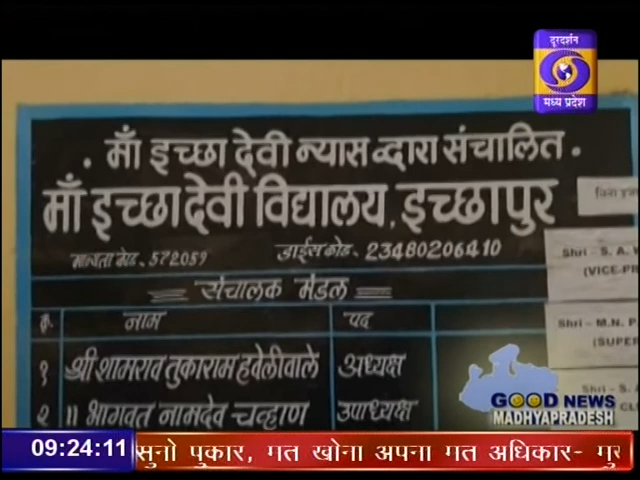 दूरदर्शन
मध्य प्रदेश
. माँ इच्छा देवी न्यास द्वारा संचालित .
माँ इच्छादेवी विद्यालय, इच्छापुर
मान्यता कोड - 572059 डाईस कोड - 23480206410
संचालक मंडल
क्रं. नाम पद
१ श्री शामराव तुकाराम हवेलीवाले अध्यक्ष
२ ॥ भागवत नामदेव चव्हाण उपाध्यक्ष
Shri - S. A.
(VICE-PR
Shri - M.N. P
(SUPER
Shri - S.
GOOD NEWS
MADHYAPRADESH
09:24:11 सुनो पुकार, मत खोना अपना मत अधिकार- मु